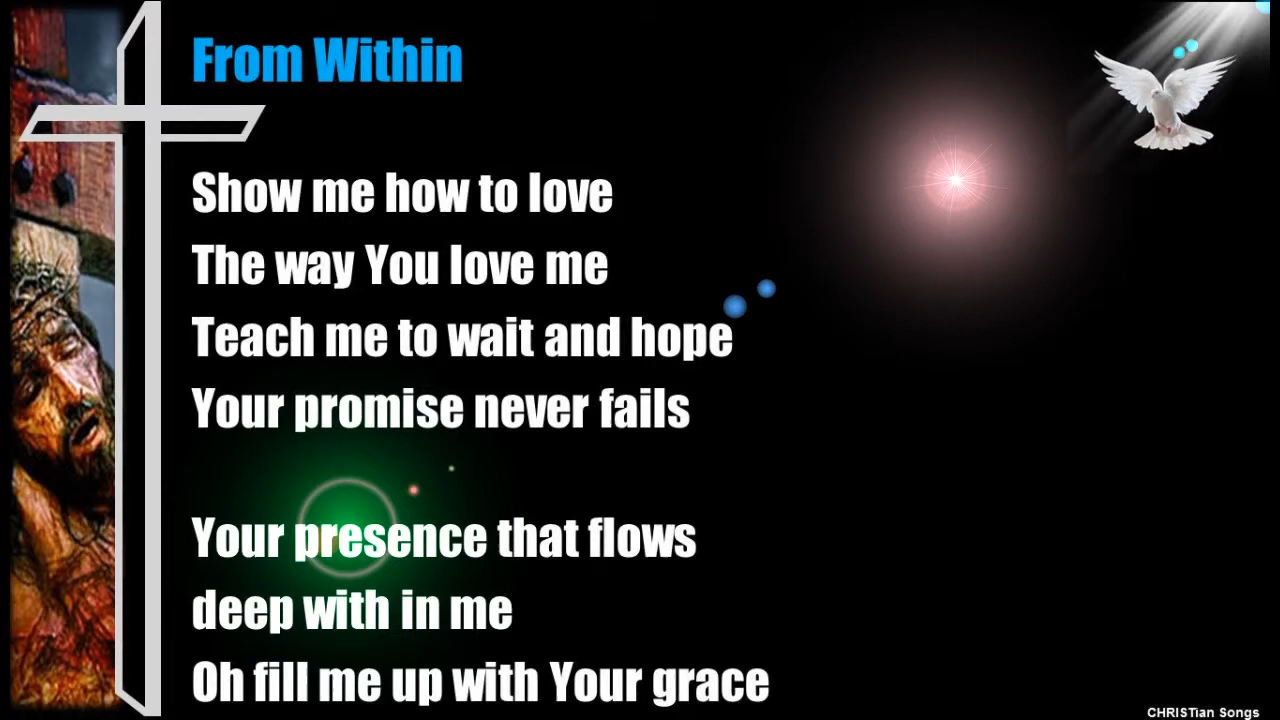 From Within
Show me how to love
The way You love me
Teach me to wait and hope
Your promise never fails
Your presence that flows
deep with in me
Oh fill me up with Your grace
CHRISTian Songs